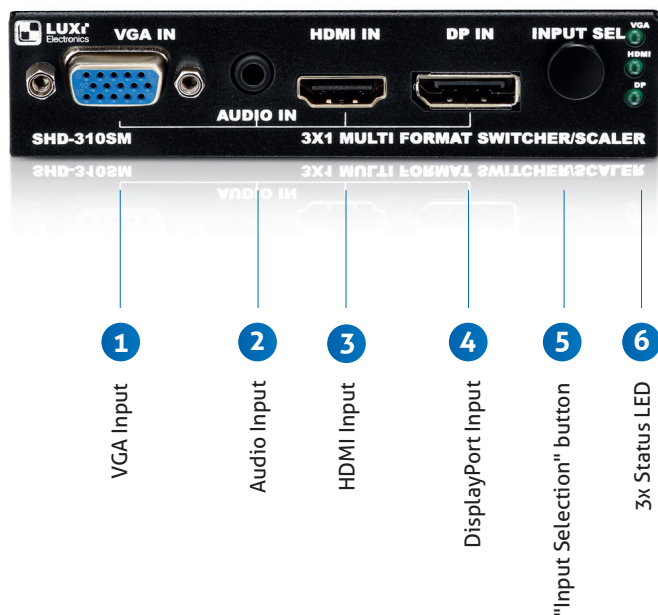 LUXI
Electronics
VGA IN
HDMI IN
DP IN
INPUT SEL
VGA
HDMI
DP
AUDIO IN
SHD-310SM
3X1 MULTI FORMAT SWITCHER/SCALER
1
2
3
4
5
6
VGA Input
Audio Input
HDMI Input
DisplayPort Input
"Input Selection" button
3x Status LED